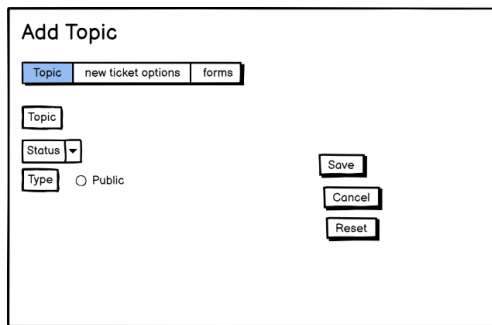 Add Topic
Topic new ticket options forms
Topic
Status
Type Public
Save
Cancel
Reset